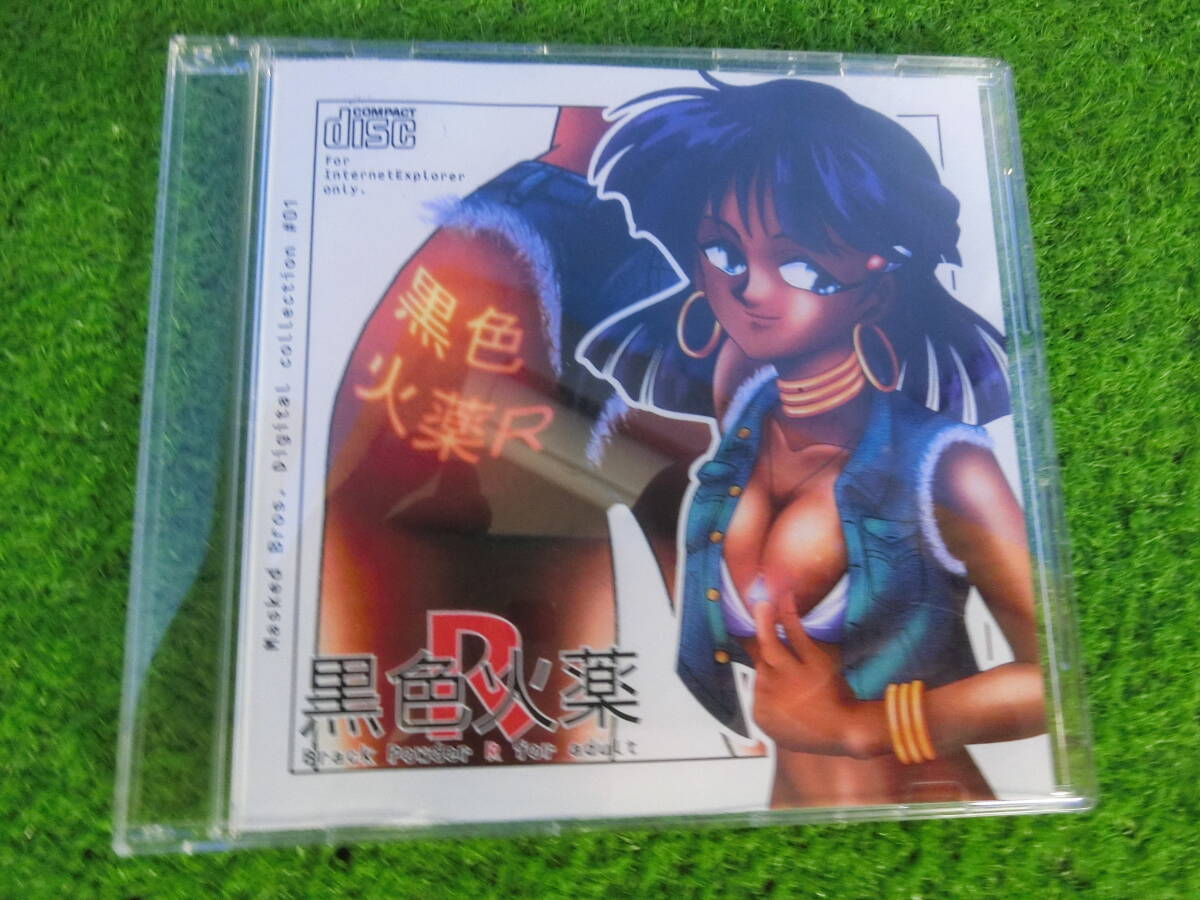 COMPACT
disc
For
InternetExplorer
only.
Masked Bros. Digital collection #01
黒色
火薬R
R
黒色火薬
Brack Powder R for adult